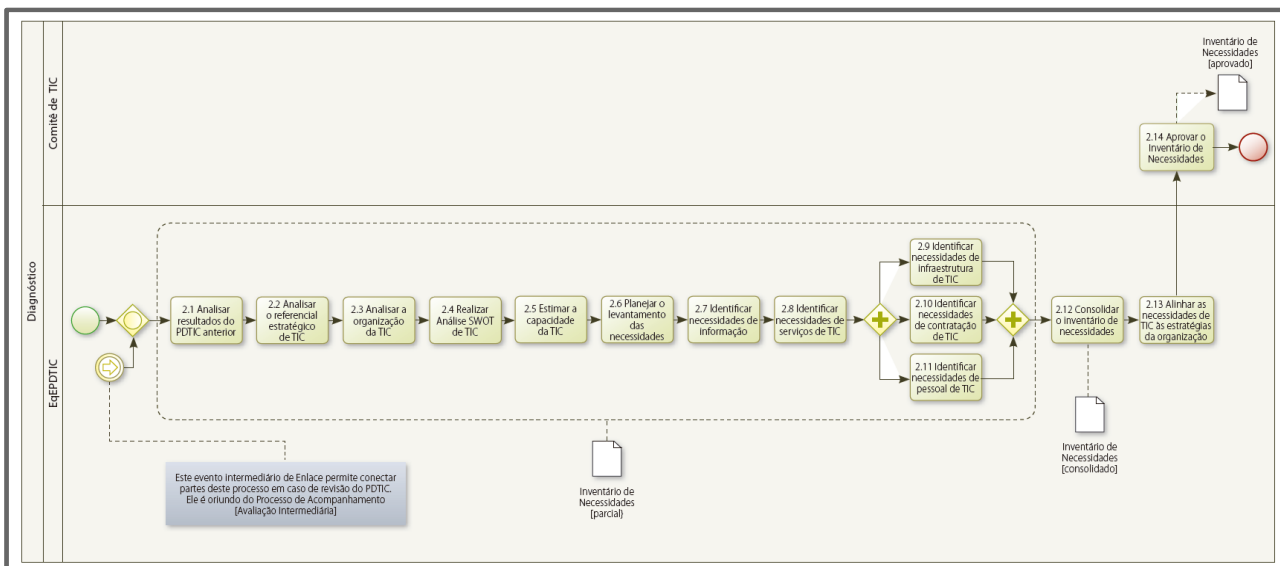 Diagnóstico
Comitê de TIC
EqEPDTIC
Inventário de
Necessidades
[aprovado]
2.14 Aprovar o
Inventário de
Necessidades
2.1 Analisar
resultados do
PDTIC anterior
2.2 Analisar
o referencial
estratégico
de TIC
2.3 Analisar a
organização
da TIC
2.4 Realizar
Análise SWOT
de TIC
2.5 Estimar a
capacidade
da TIC
2.6 Planejar o
levantamento
das
necessidades
2.7 Identificar
necessidades de
informação
2.8 Identificar
necessidades de
serviços de TIC
2.9 Identificar
necessidades de
infraestrutura
de TIC
2.10 Identificar
necessidades
de contratação
de TIC
2.11 Identificar
necessidades de
pessoal de TIC
2.12 Consolidar
o inventário de
necessidades
2.13 Alinhar as
necessidades de
TIC às estratégias
da organização
Este evento intermediário de Enlace permite conectar
partes deste processo em caso de revisão do PDTIC.
Ele é oriundo do Processo de Acompanhamento
[Avaliação Intermediária]
Inventário de
Necessidades
[parcial}
Inventário de
Necessidades
[consolidado]